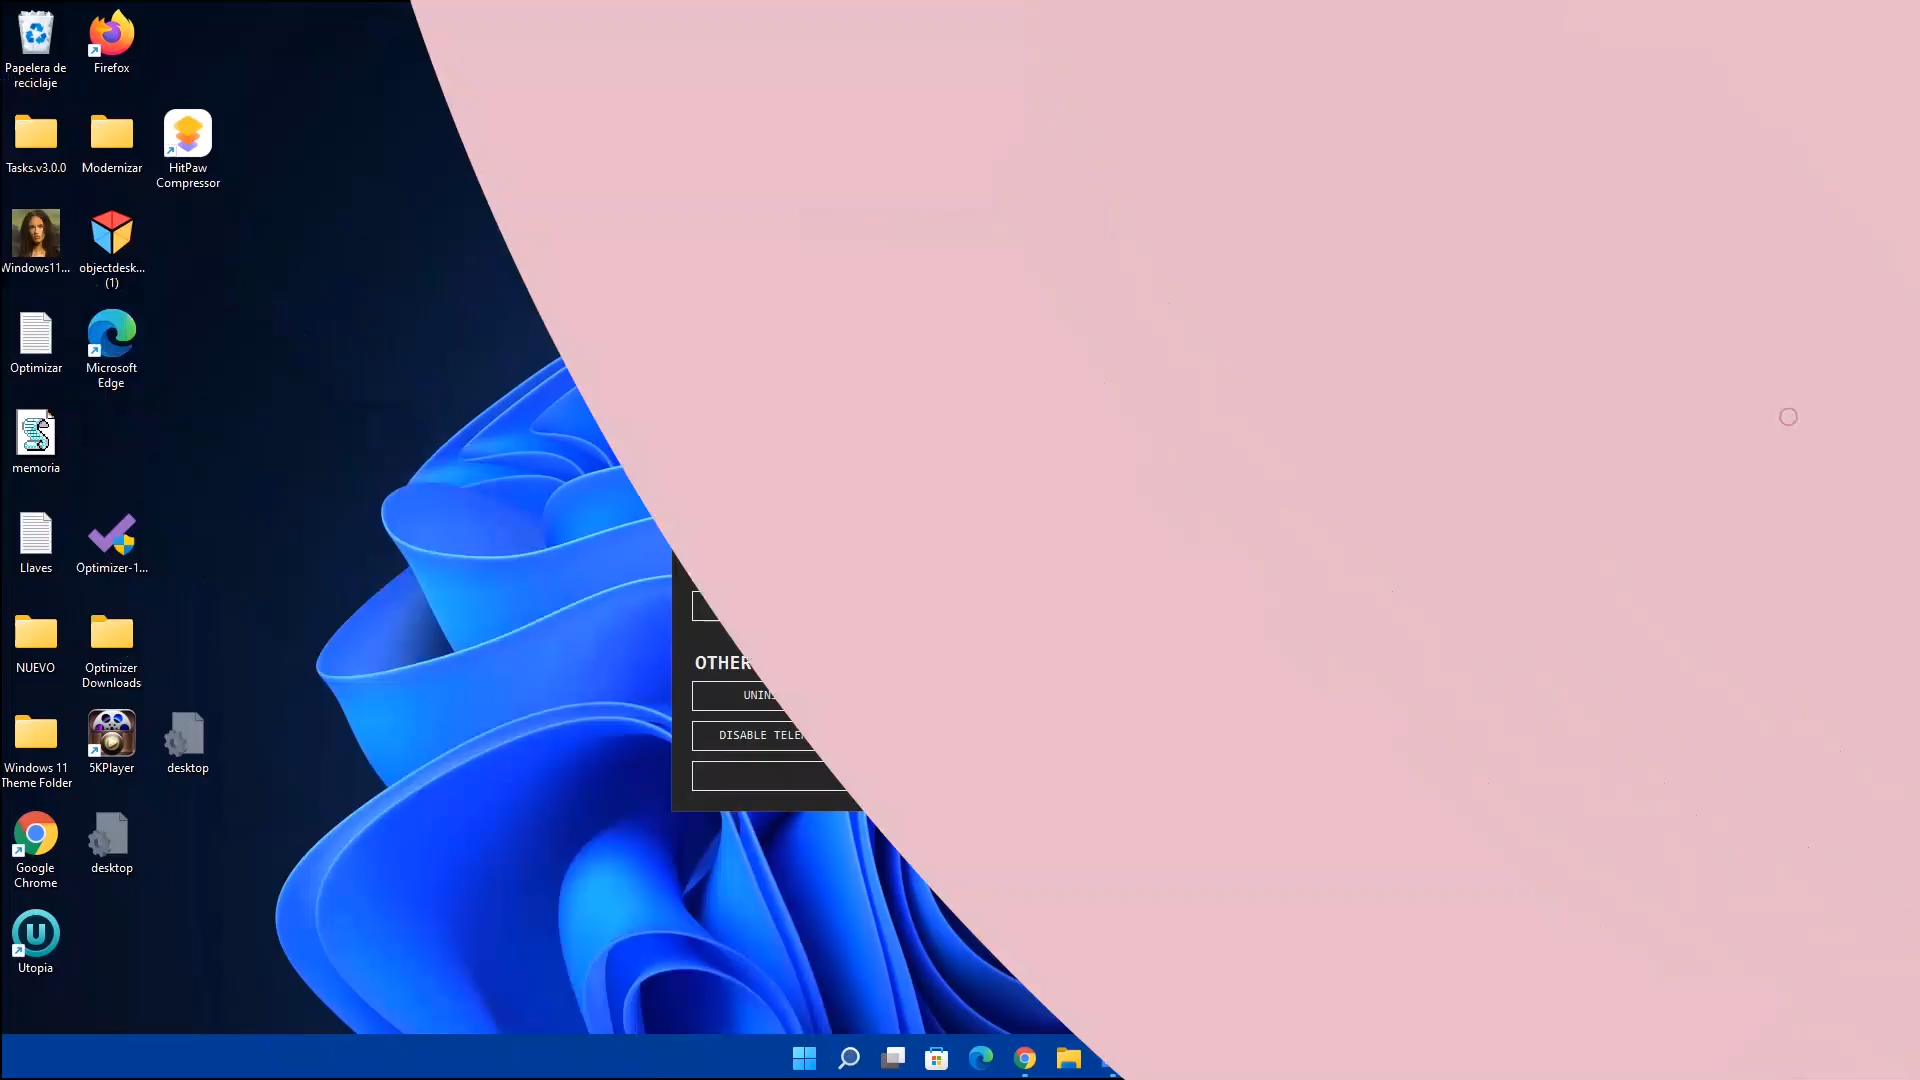 Papelera de
reciclaje
Firefox
Tasks.v3.0.0
Modernizar
HitPaw
Compressor
Windows11...
objectdesk...
(1)
Optimizar
Microsoft
Edge
memoria
Llaves
Optimizer-1...
NUEVO
Optimizer
Downloads
Windows 11
Theme Folder
5KPlayer
desktop
Google
Chrome
desktop
Utopia
OTHER
UNIN
DISABLE TELE